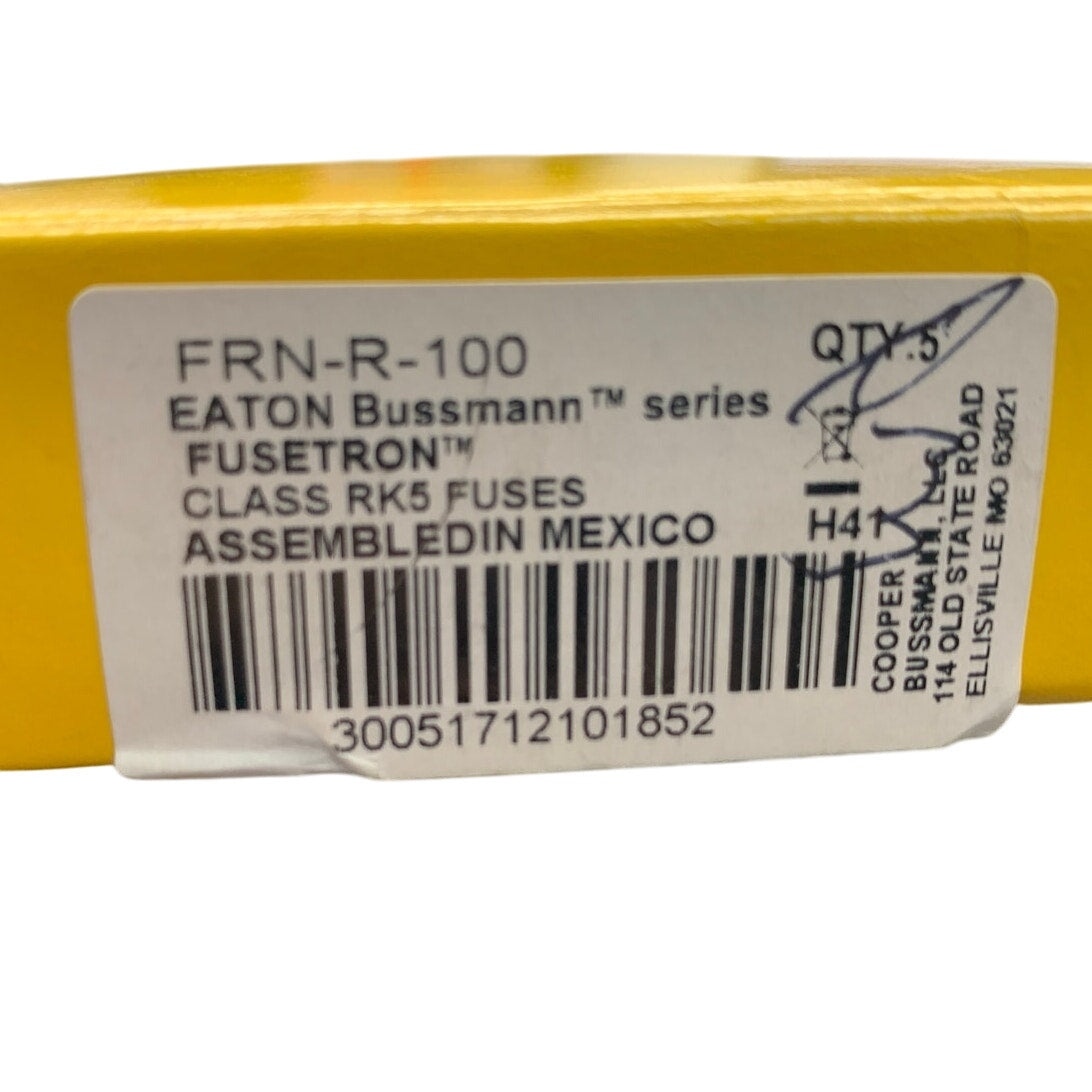 FRN-R-100
QTY:5
EATON Bussmann™ series
FUSETRON™
CLASS RK5 FUSES
ASSEMBLEDIN MEXICO
30051712101852
COOPER
BUSSMANN, LLC
114 OLD STATE ROAD
ELLISVILLE MO 63021